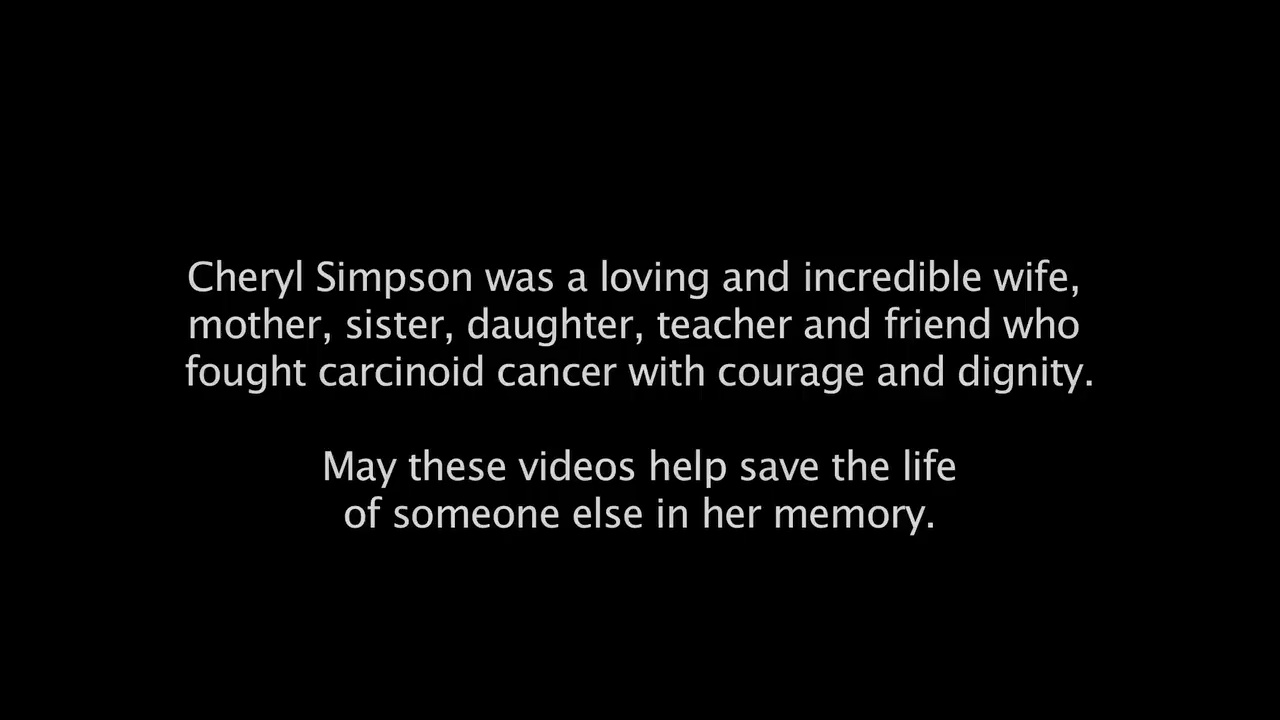 Cheryl Simpson was a loving and incredible wife,
mother, sister, daughter, teacher and friend who
fought carcinoid cancer with courage and dignity.
May these videos help save the life
of someone else in her memory.